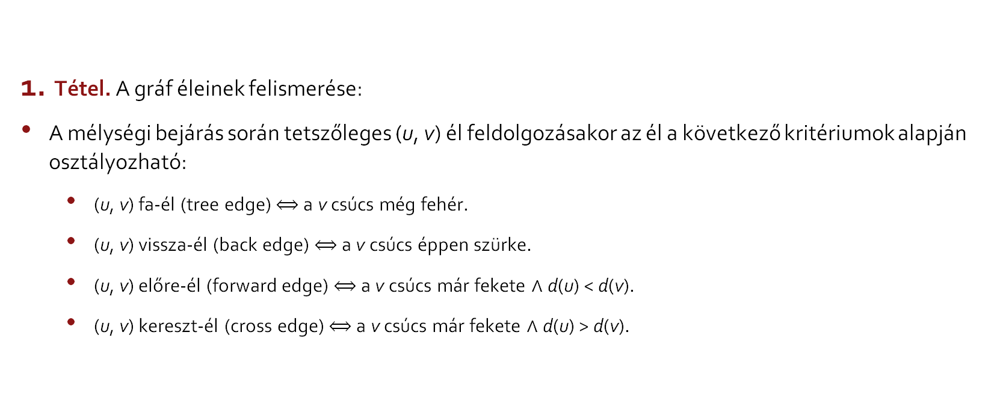 1. Tétel. A gráf éleinek felismerése:
• A mélységi bejárás során tetszőleges (u, v) él feldolgozásakor az él a következő kritériumok alapján
osztályozható:
• (u, v) fa-él (tree edge) ⟺ a v csúcs még fehér.
• (u, v) vissza-él (back edge) ⟺ a v csúcs éppen szürke.
• (u, v) előre-él (forward edge) ⟺ a v csúcs már fekete ∧ d(u) < d(v).
• (u, v) kereszt-él (cross edge) ⟺ a v csúcs már fekete ∧ d(u) > d(v).